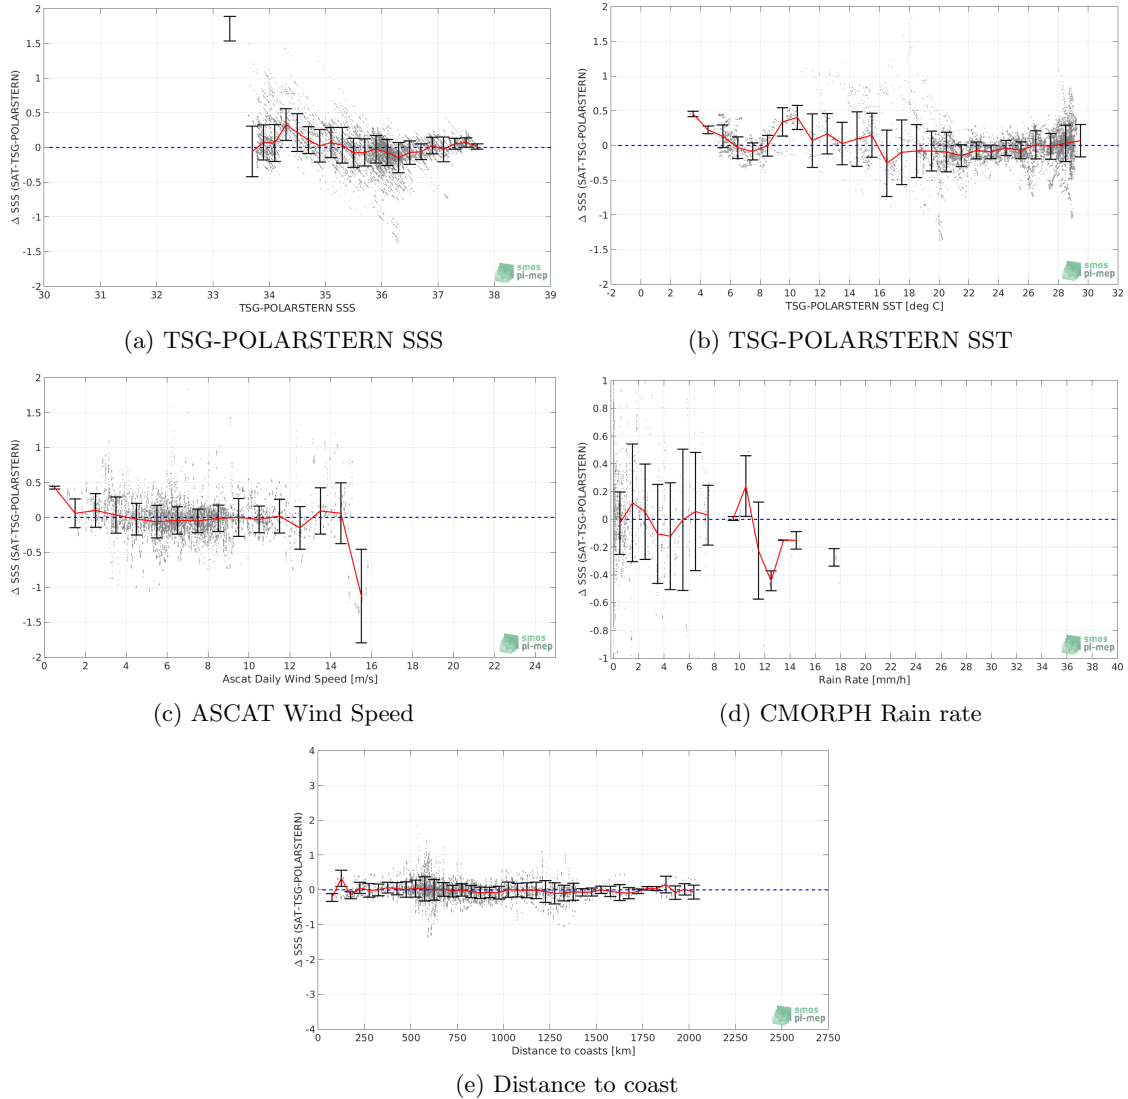 2
1.5
1
0.5
0
-0.5
-1
-1.5
-2
30 31 32 33 34 35 36 37 38 39
Δ SSS (SAT-TSG-POLARSTERN)
TSG-POLARSTERN SSS
smos
pi-mep
(a) TSG-POLARSTERN SSS
2
1.5
1
0.5
0
-0.5
-1
-1.5
-2
-2 0 2 4 6 8 10 12 14 16 18 20 22 24 26 28 30 32
Δ SSS (SAT-TSG-POLARSTERN)
TSG-POLARSTERN SST [deg C]
smos
pi-mep
(b) TSG-POLARSTERN SST
2
1.5
1
0.5
0
-0.5
-1
-1.5
-2
0 2 4 6 8 10 12 14 16 18 20 22 24
Δ SSS (SAT-TSG-POLARSTERN)
Ascat Daily Wind Speed [m/s]
smos
pi-mep
(c) ASCAT Wind Speed
1
0.8
0.6
0.4
0.2
0
-0.2
-0.4
-0.6
-0.8
-1
0 2 4 6 8 10 12 14 16 18 20 22 24 26 28 30 32 34 36 38 40
Δ SSS (SAT-TSG-POLARSTERN)
Rain Rate [mm/h]
smos
pi-mep
(d) CMORPH Rain rate
4
3
2
1
0
-1
-2
-3
-4
0 250 500 750 1000 1250 1500 1750 2000 2250 2500 2750
Δ SSS (SAT-TSG-POLARSTERN)
Distance to coasts [km]
smos
pi-mep
(e) Distance to coast